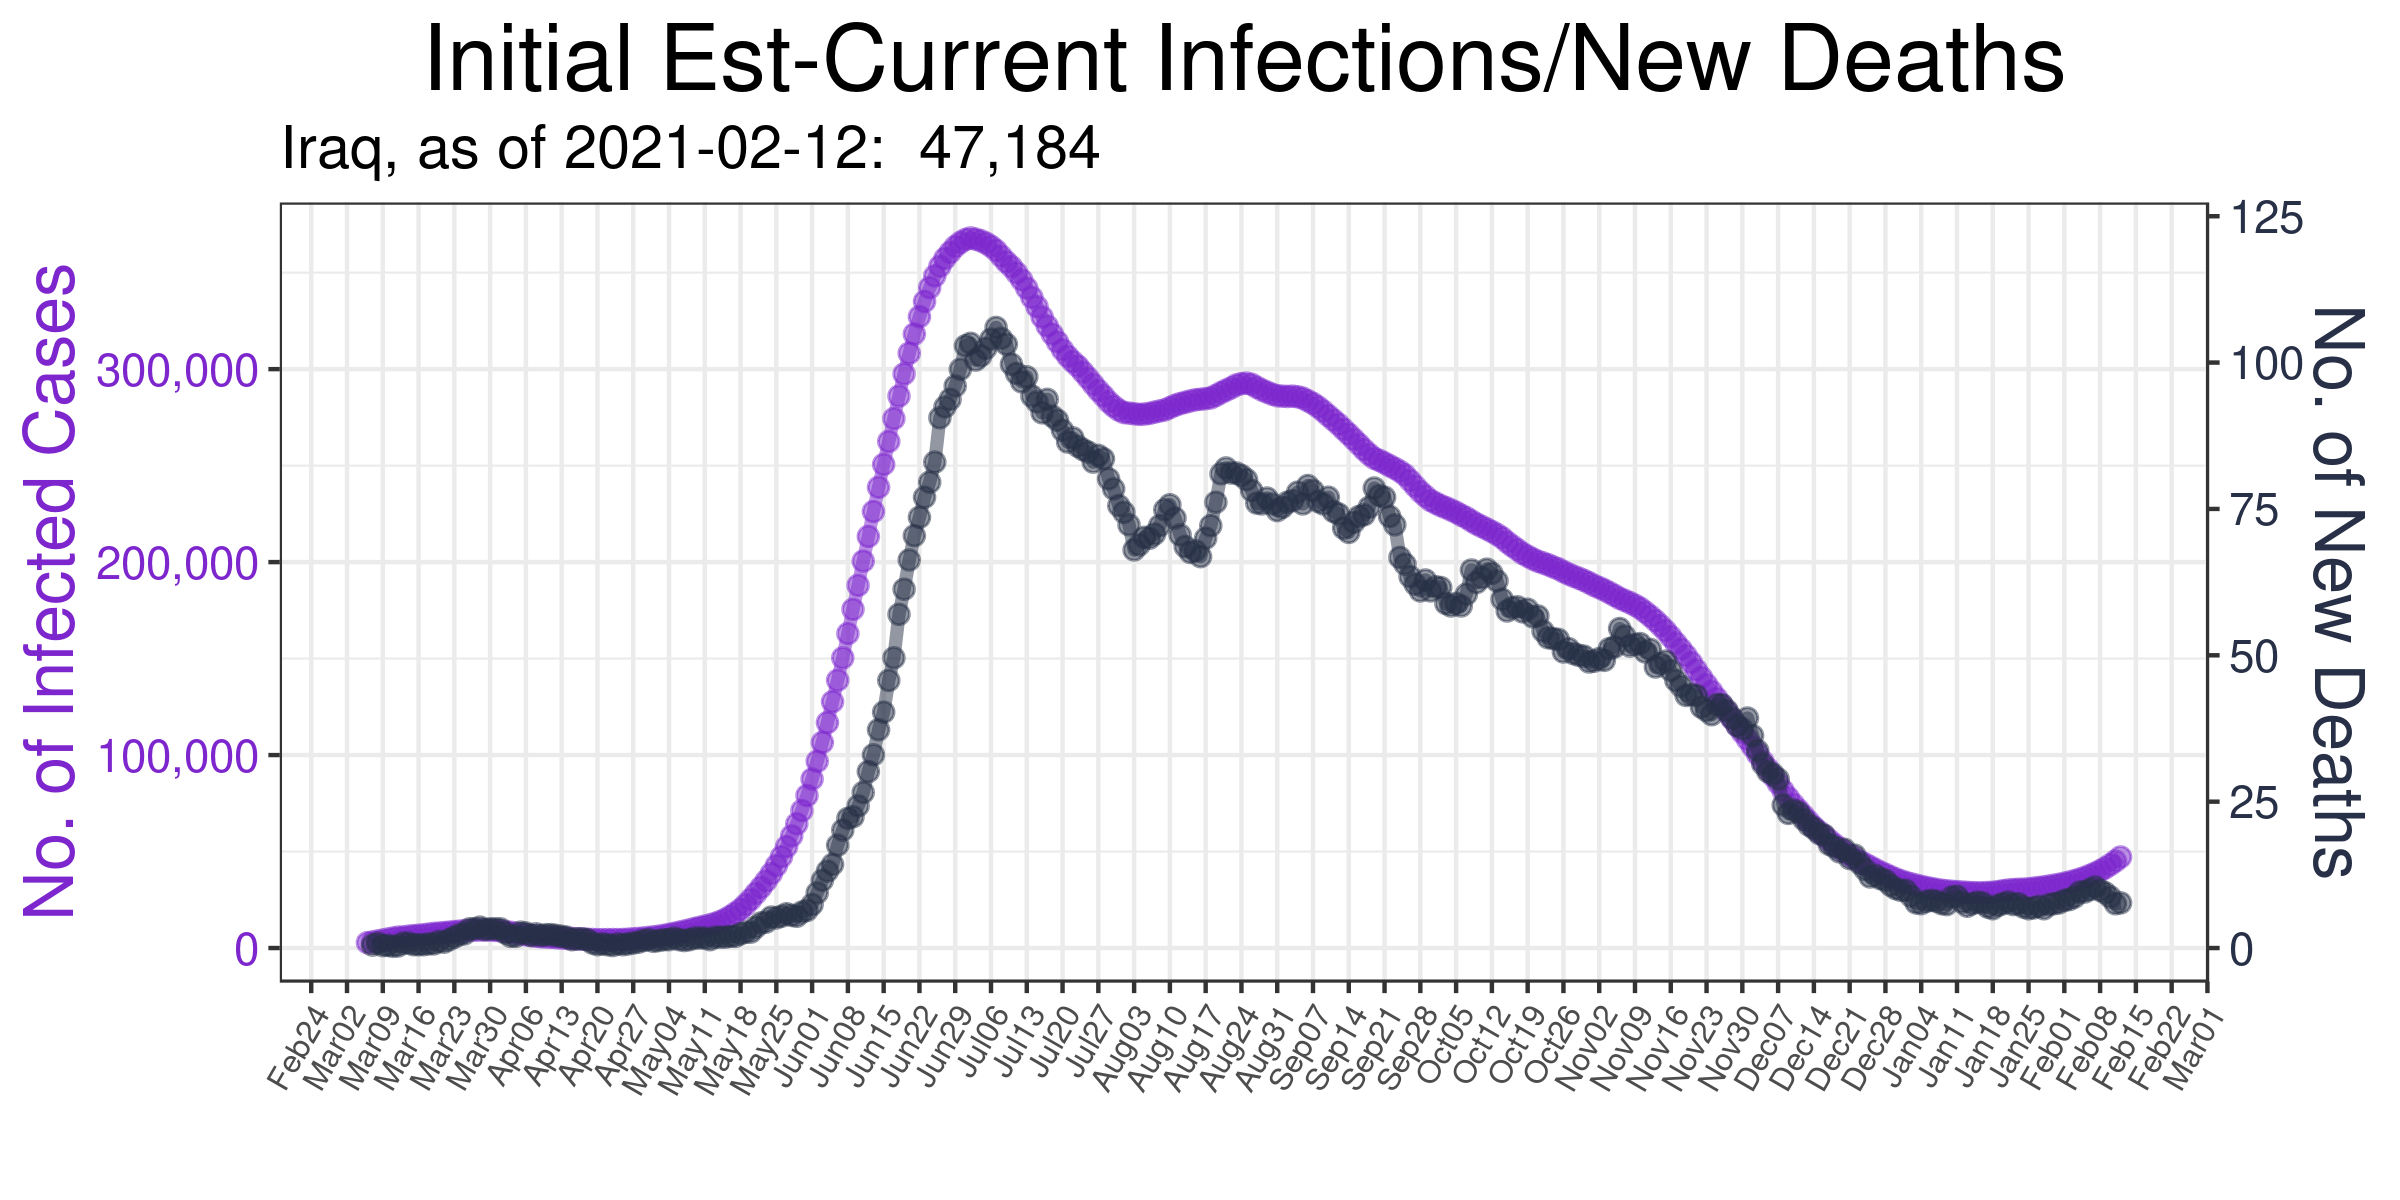 Initial Est-Current Infections/New Deaths
Iraq, as of 2021-02-12:  47,184
No. of Infected Cases
300,000
200,000
100,000
0
125
100
75
50
25
0
No. of New Deaths
Feb24
Mar02
Mar09
Mar16
Mar23
Mar30
Apr06
Apr13
Apr20
Apr27
May04
May11
May18
May25
Jun01
Jun08
Jun15
Jun22
Jun29
Jul06
Jul13
Jul20
Jul27
Aug03
Aug10
Aug17
Aug24
Aug31
Sep07
Sep14
Sep21
Sep28
Oct05
Oct12
Oct19
Oct26
Nov02
Nov09
Nov16
Nov23
Nov30
Dec07
Dec14
Dec21
Dec28
Jan04
Jan11
Jan18
Jan25
Feb01
Feb08
Feb15
Feb22
Mar01